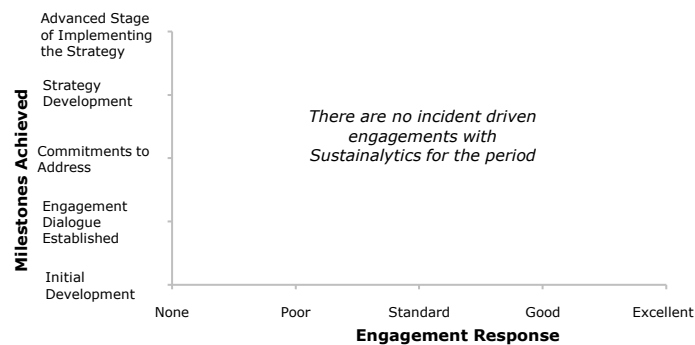 Advanced Stage
of Implementing
the Strategy
Strategy
Development
Commitments to
Address
Engagement
Dialogue
Established
Initial
Development
Milestones Achieved
There are no incident driven
engagements with
Sustainalytics for the period
None
Poor
Standard
Good
Excellent
Engagement Response